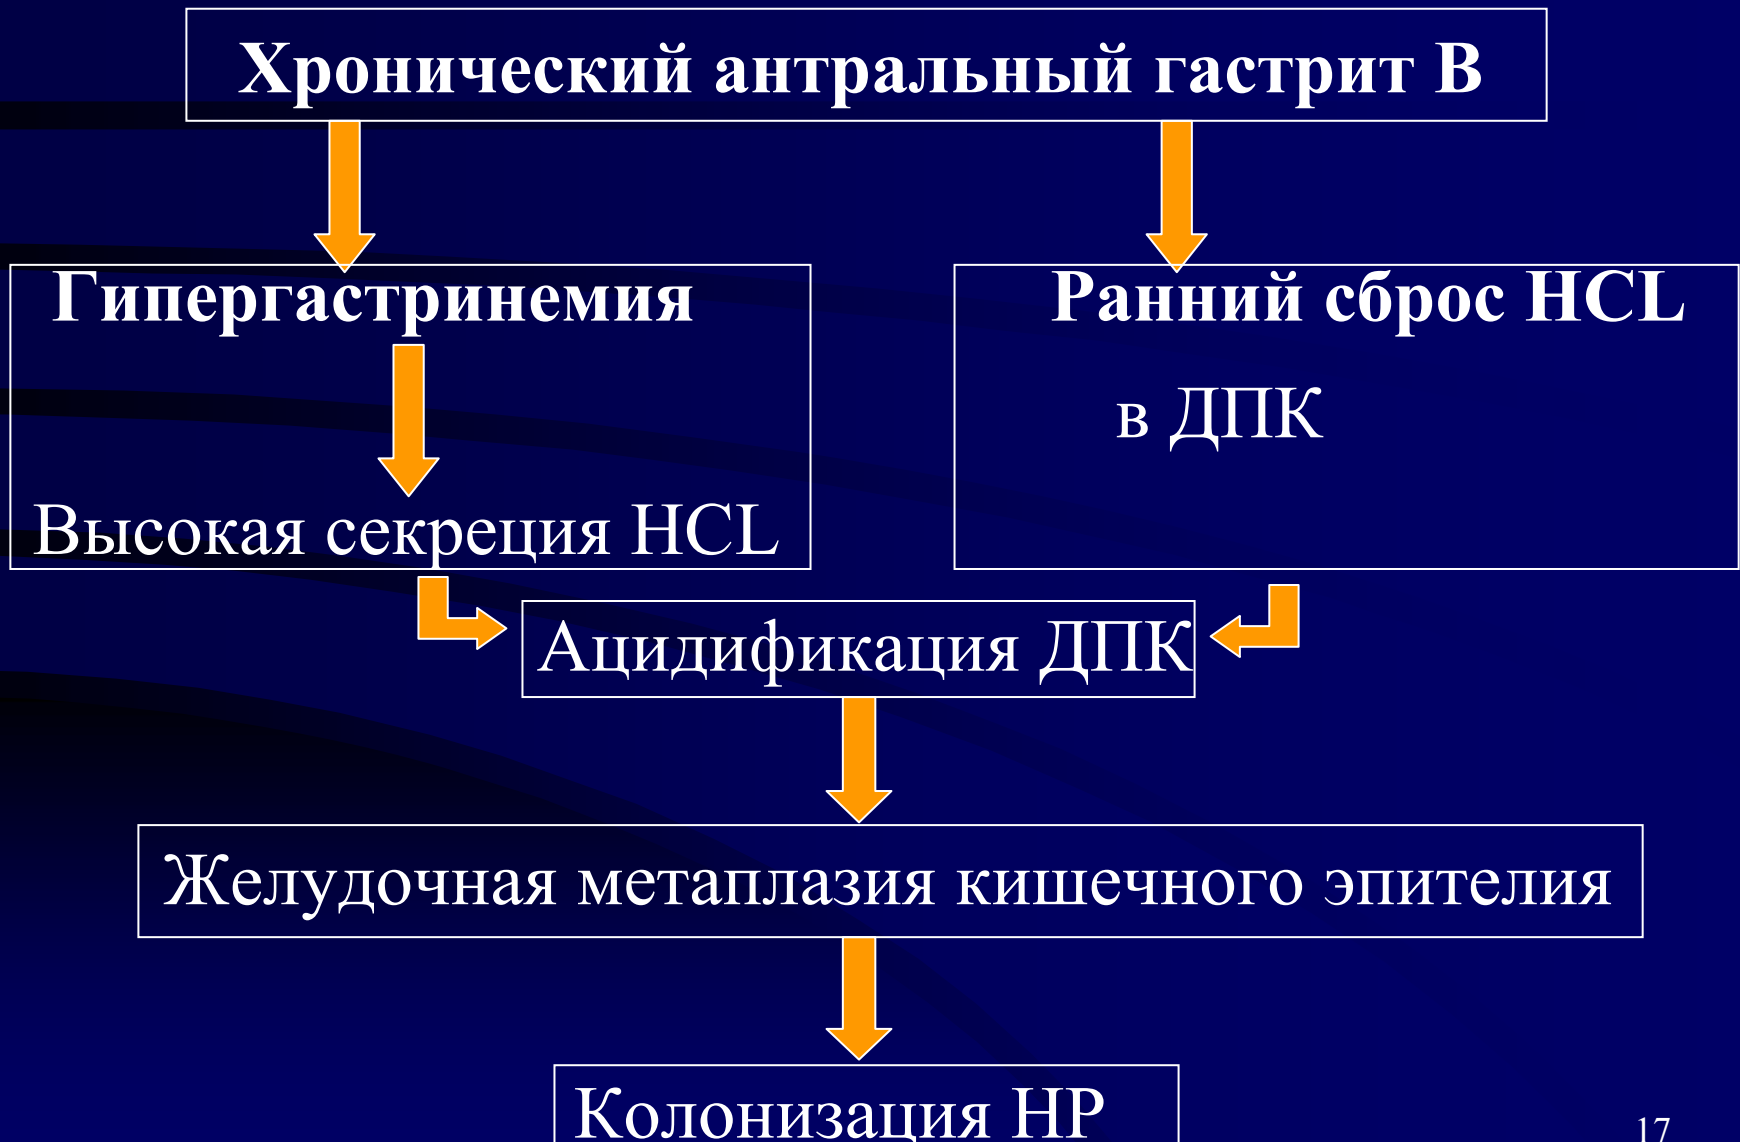 Хронический антральный гастрит В
Гипергастринемия
Высокая секреция HCL
Ранний сброс HCL
в ДПК
Ацидификация ДПК
Желудочная метаплазия кишечного эпителия
Колонизация НР
17